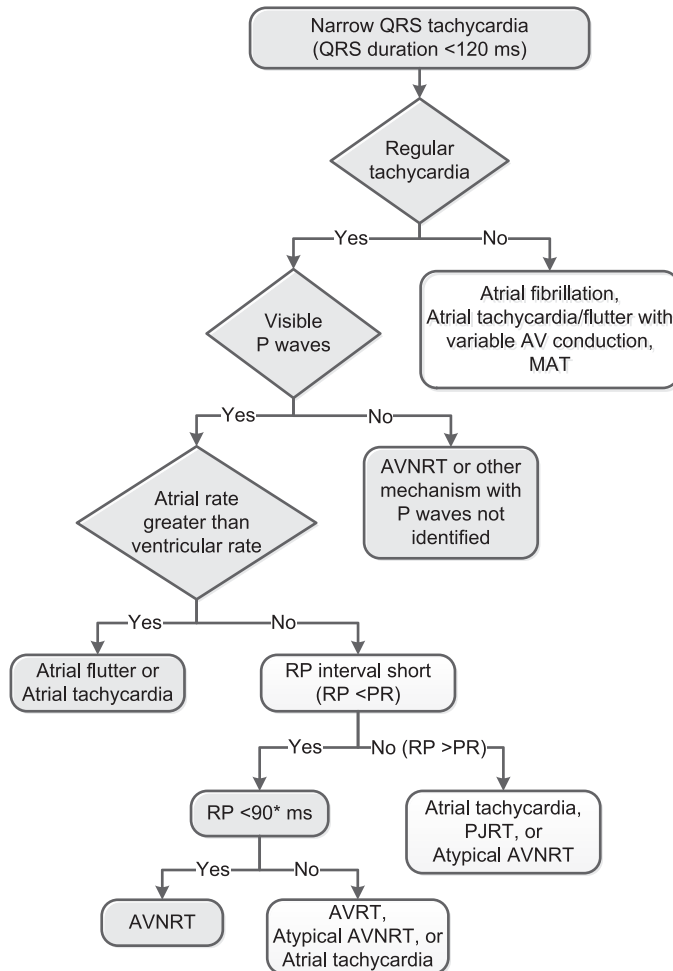 Narrow QRS tachycardia
(QRS duration <120 ms)
Regular
tachycardia
Yes
No
Visible
P waves
Atrial fibrillation,
Atrial tachycardia/flutter with
variable AV conduction,
MAT
Yes
No
Atrial rate
greater than
ventricular rate
AVNRT or other
mechanism with
P waves not
identified
Yes
No
Atrial flutter or
Atrial tachycardia
RP interval short
(RP <PR)
Yes
No (RP >PR)
RP <90* ms
Atrial tachycardia,
PJRT, or
Atypical AVNRT
Yes
No
AVNRT
AVRT,
Atypical AVNRT, or
Atrial tachycardia